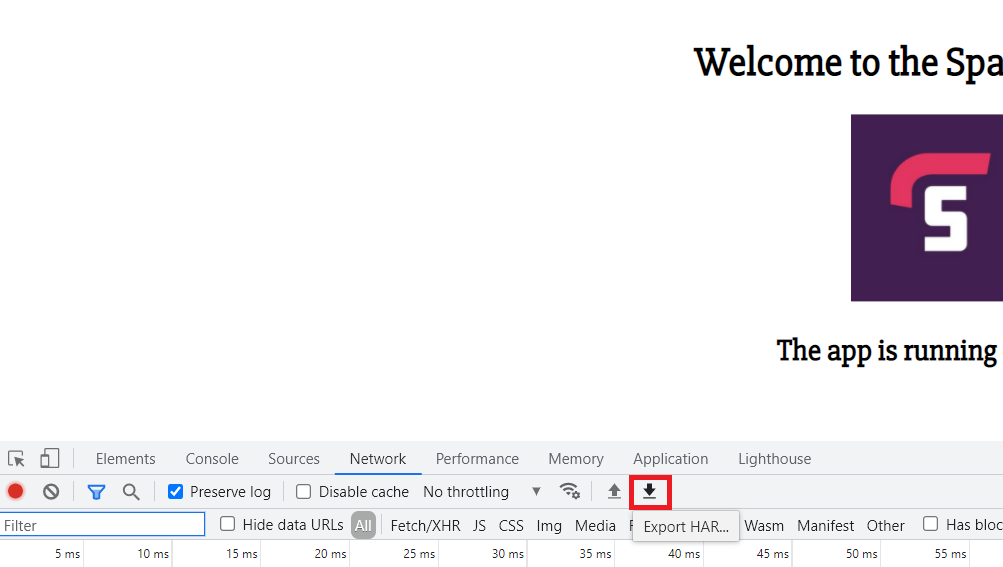 Welcome to the Spa
S
The app is running
Elements Console Sources Network Performance Memory Application Lighthouse
Preserve log Disable cache No throttling
Filter Hide data URLs All Fetch/XHR JS CSS Img Media F Export HAR... Wasm Manifest Other Has bloc
5 ms 10 ms 15 ms 20 ms 25 ms 30 ms 35 ms 40 ms 45 ms 50 ms 55 ms